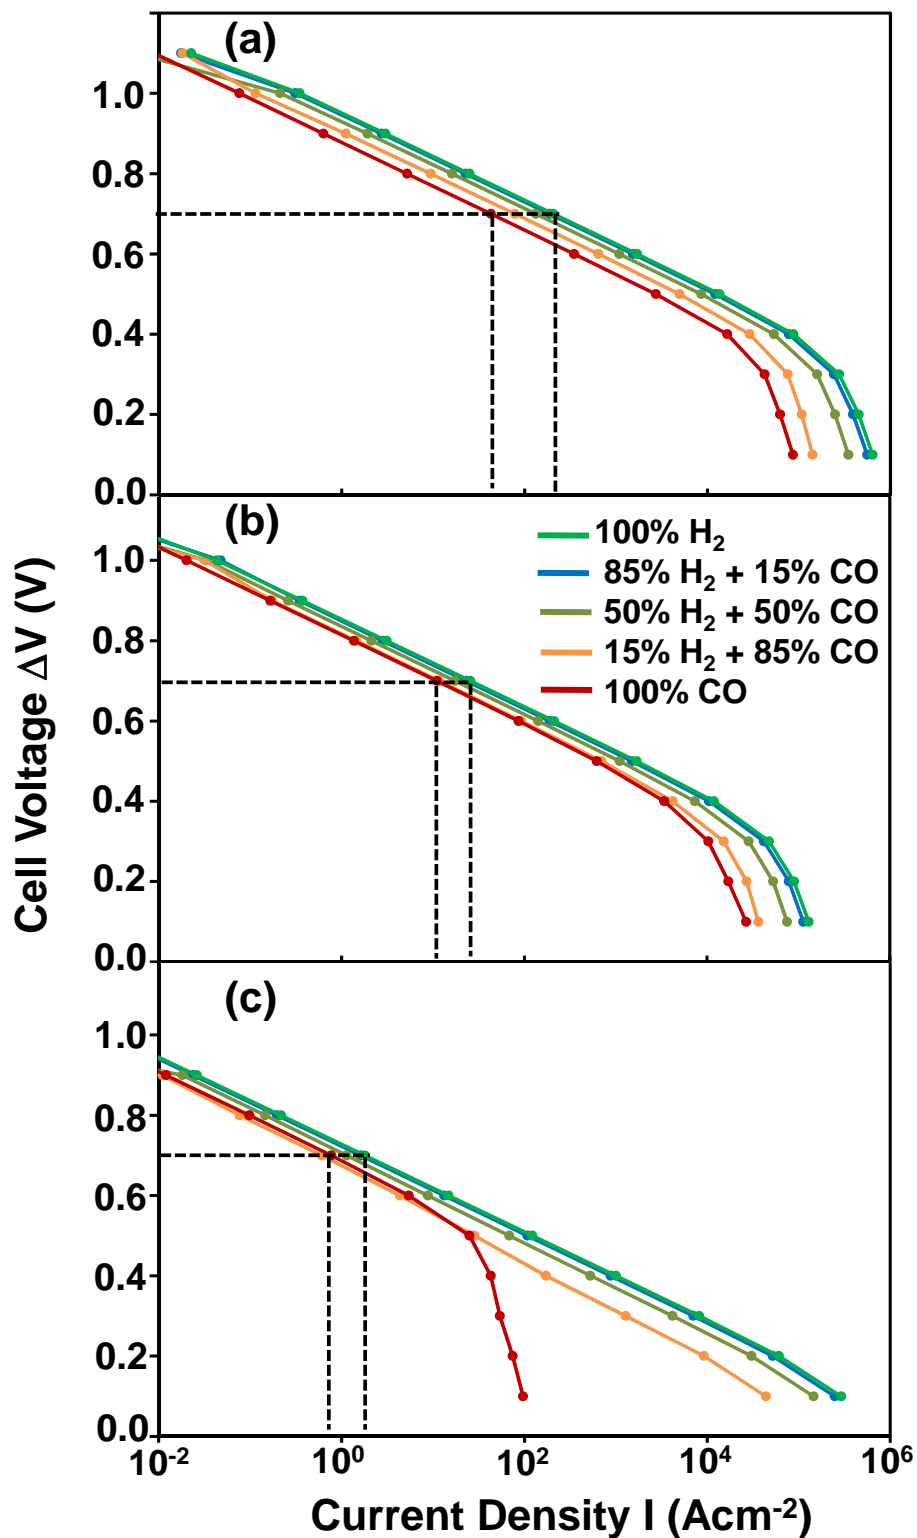 (a)
1.0
0.8
0.6
0.4
0.2
0.0
(b)
100% H2
85% H2 + 15% CO
50% H2 + 50% CO
15% H2 + 85% CO
100% CO
1.0
0.8
0.6
0.4
0.2
0.0
Cell Voltage ΔV (V)
(c)
1.0
0.8
0.6
0.4
0.2
0.0
10-2 100 102 104 106
Current Density I (Acm-2)